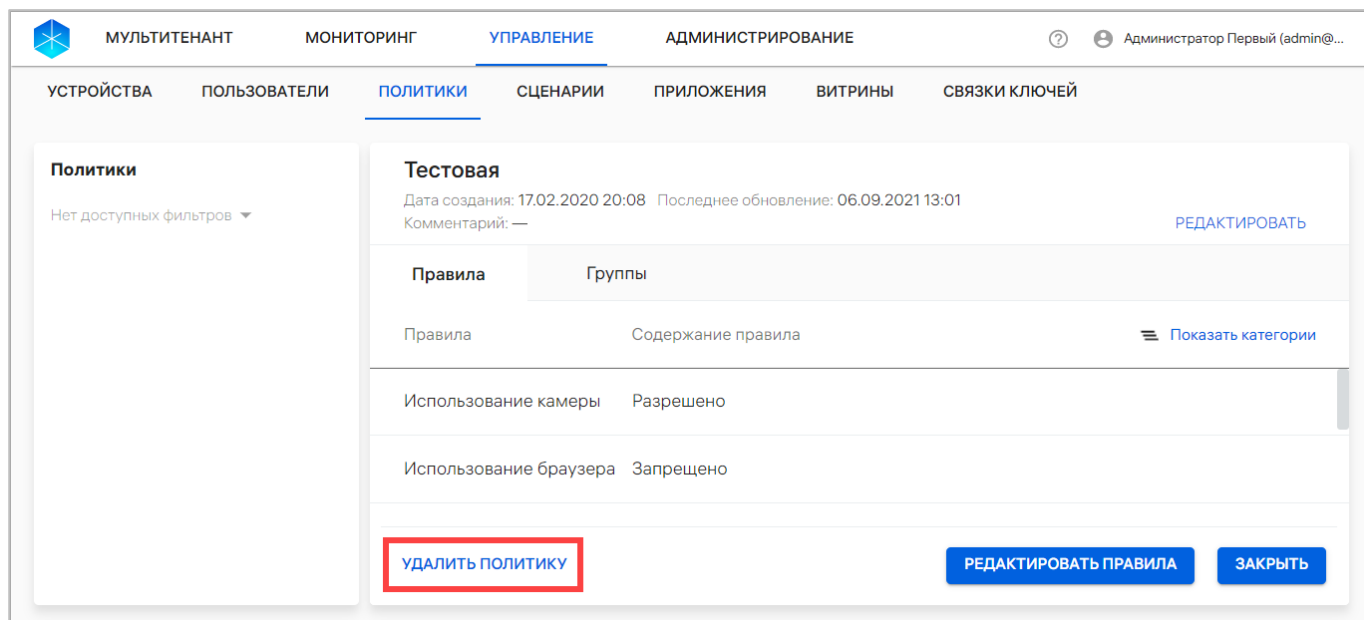 МУЛЬТИТЕНАНТ МОНИТОРИНГ УПРАВЛЕНИЕ АДМИНИСТРИРОВАНИЕ ? Администратор Первый (admin@...
УСТРОЙСТВА ПОЛЬЗОВАТЕЛИ ПОЛИТИКИ СЦЕНАРИИ ПРИЛОЖЕНИЯ ВИТРИНЫ СВЯЗКИ КЛЮЧЕЙ
Политики
Нет доступных фильтров
Тестовая
Дата создания: 17.02.2020 20:08 Последнее обновление: 06.09.2021 13:01
Комментарий: —
РЕДАКТИРОВАТЬ
Правила Группы
Правила Содержание правила Показать категории
Использование камеры Разрешено
Использование браузера Запрещено
УДАЛИТЬ ПОЛИТИКУ РЕДАКТИРОВАТЬ ПРАВИЛА ЗАКРЫТЬ